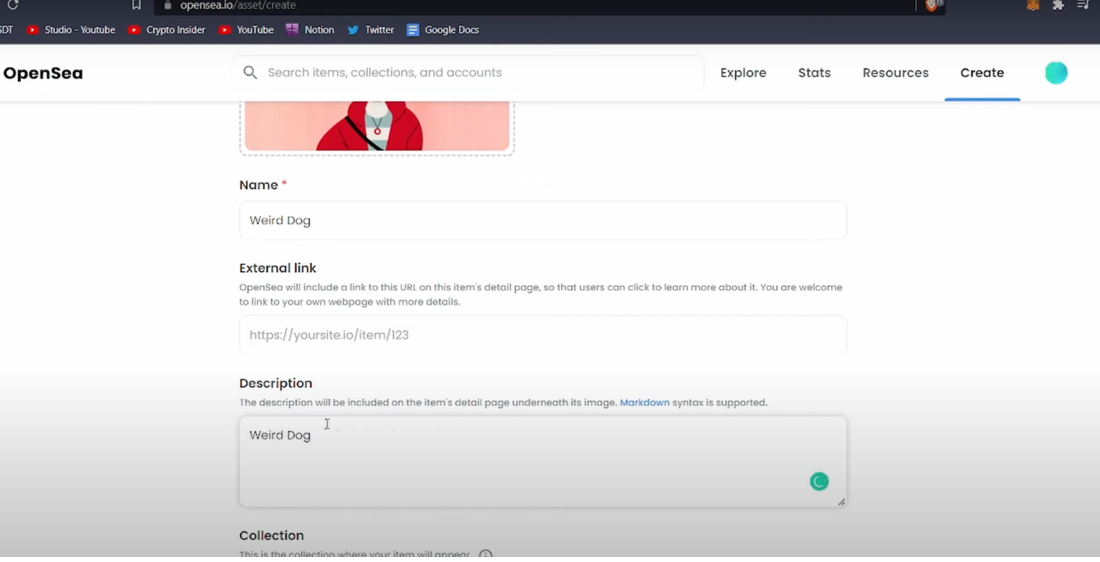 opensea.io/asset/create
Studio - Youtube Crypto Insider YouTube Notion Twitter Google Docs
OpenSea Search items, collections, and accounts Explore Stats Resources Create
Name *
Weird Dog
External link
OpenSea will include a link to this URL on this item's detail page, so that users can click to learn more about it. You are welcome
to link to your own webpage with more details.
https://yoursite.io/item/123
Description
The description will be included on the item's detail page underneath its image. Markdown syntax is supported.
Weird Dog
Collection
This is the collection where your item will appear.